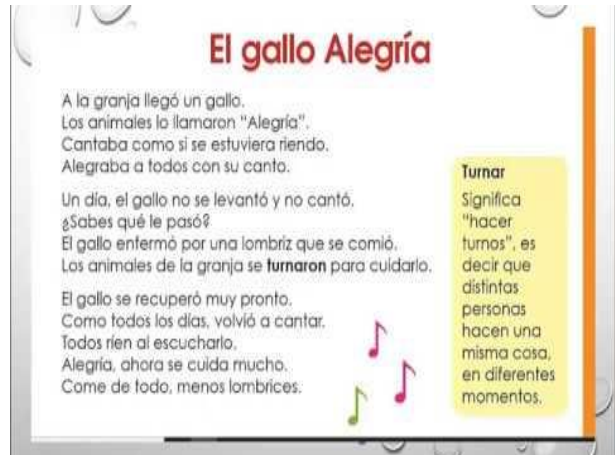 El gallo Alegría
A la granja llegó un gallo.
Los animales lo llamaron “Alegría”.
Cantaba como si se estuviera riendo.
Alegraba a todos con su canto.
Un día, el gallo no se levantó y no cantó.
¿Sabes qué le pasó?
El gallo enfermó por una lombriz que se comió.
Los animales de la granja se turnaron para cuidarlo.
El gallo se recuperó muy pronto.
Como todos los días, volvió a cantar.
Todos ríen al escucharlo.
Alegría, ahora se cuida mucho.
Come de todo, menos lombrices.
Turnar
Significa
“hacer
turnos”, es
decir que
distintas
personas
hacen una
misma cosa,
en diferentes
momentos.